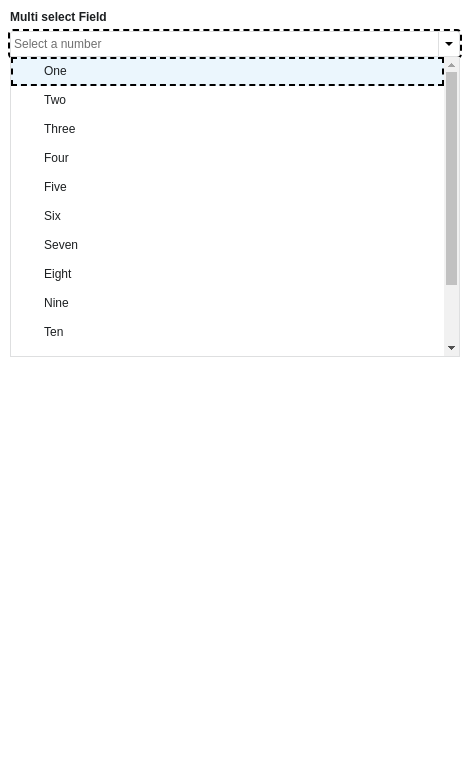 Multi select Field
Select a number
One
Two
Three
Four
Five
Six
Seven
Eight
Nine
Ten